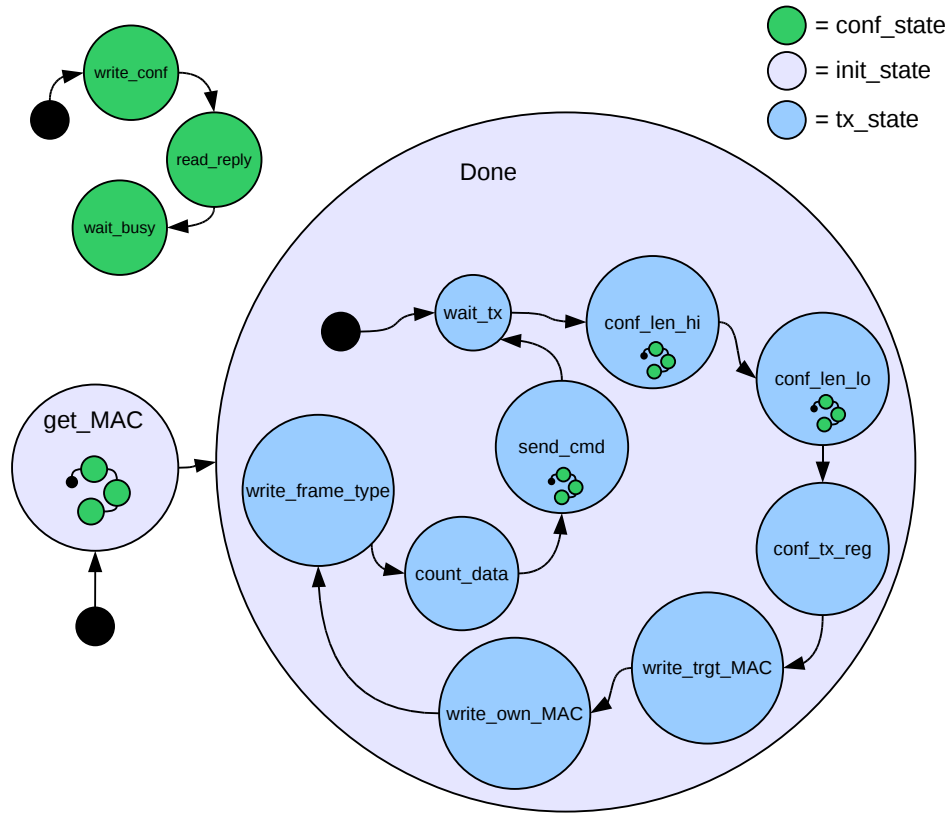 = conf_state
= init_state
= tx_state
write_conf
read_reply
wait_busy
Done
wait_tx
conf_len_hi
conf_len_lo
get_MAC
send_cmd
write_frame_type
conf_tx_reg
count_data
write_trgt_MAC
write_own_MAC